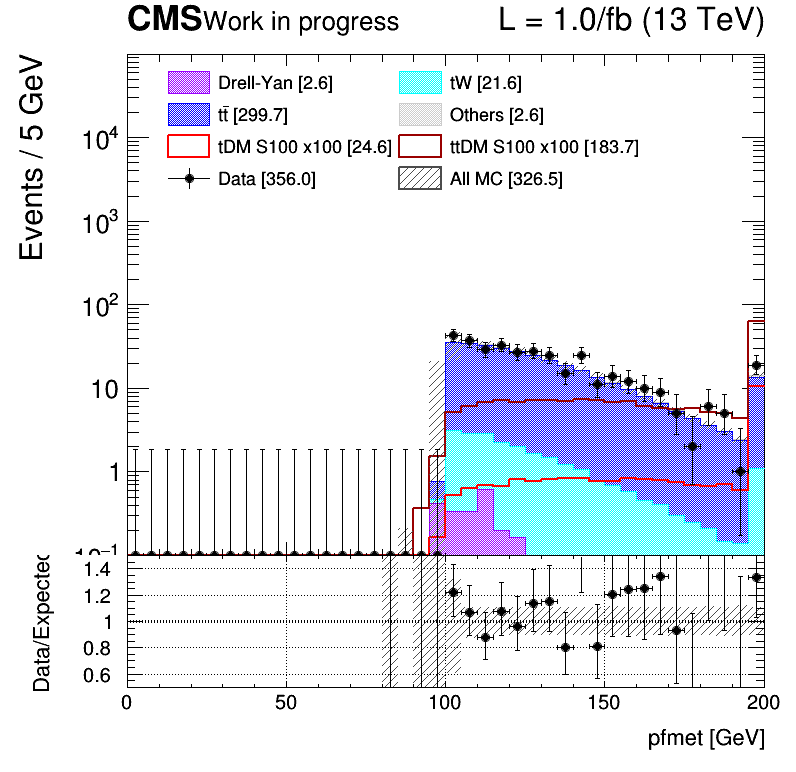 CMS Work in progress L = 1.0/fb (13 TeV)
Events / 5 GeV
Drell-Yan [2.6] tW [21.6]
tt̄ [299.7] Others [2.6]
tDM S100 x100 [24.6] ttDM S100 x100 [183.7]
Data [356.0] All MC [326.5]
10⁴
10³
10²
10
1
10⁻¹
Data/Expected
1.4
1.2
1
0.8
0.6
0 50 100 150 200
pfmet [GeV]